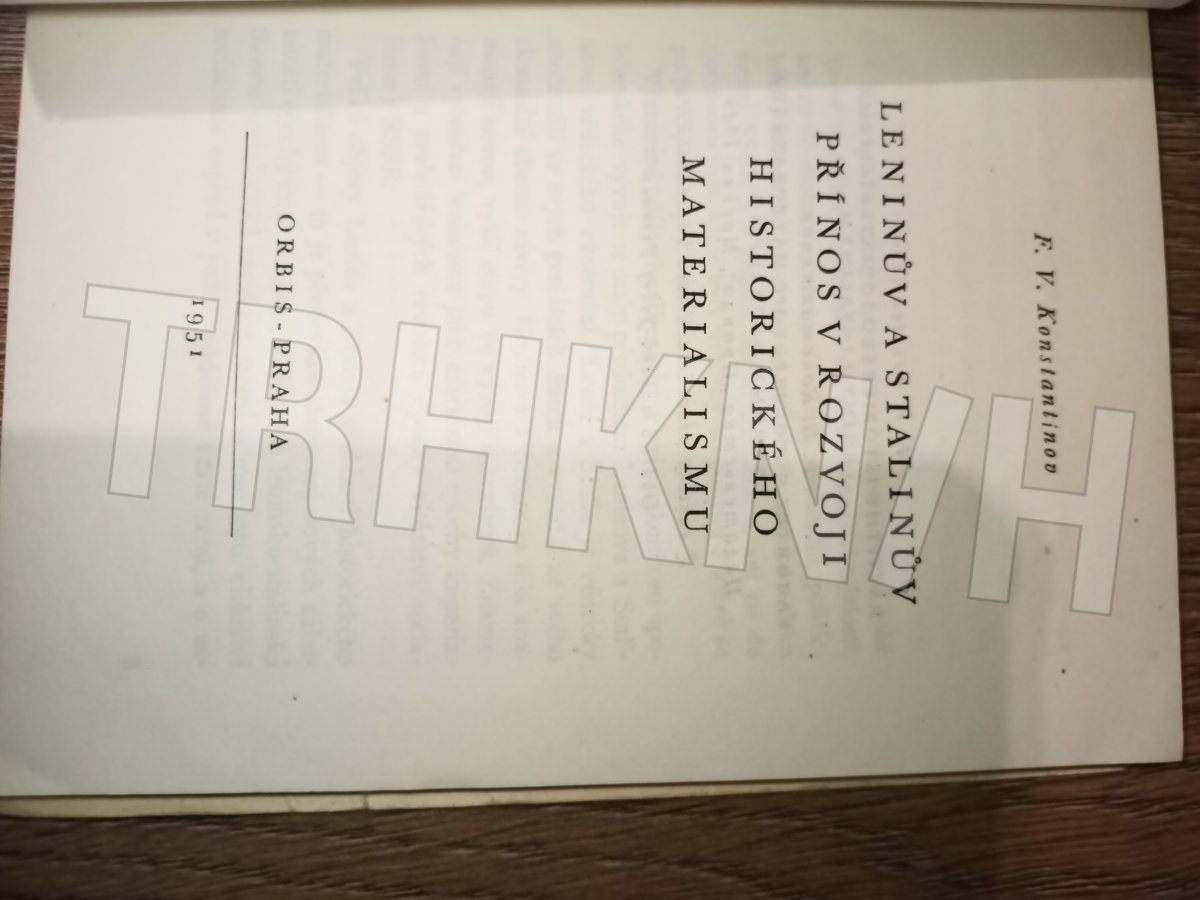 F. V. Konstantinov
LENINŮV A STALINŮV
PŘÍNOS V ROZVOJI
HISTORICKÉHO
MATERIALISMU
ORBIS-PRAHA
1951
TRHKNIH